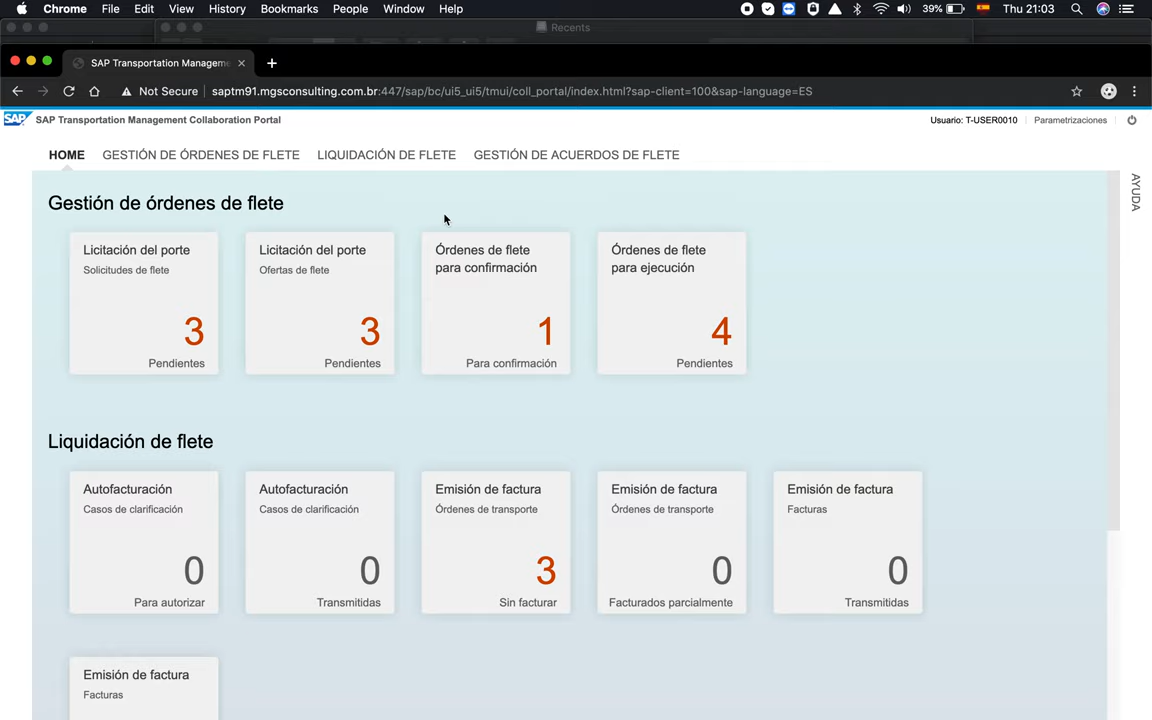 Chrome File Edit View History Bookmarks People Window Help 39% Thu 21:03
Recents
SAP Transportation Manageme
Not Secure saptm91.mgsconsulting.com.br:447/sap/bc/ui5_ui5/tmui/coll_portal/index.html?sap-client=100&sap-language=ES
SAP SAP Transportation Management Collaboration Portal Usuario: T-USER0010 Parametrizaciones
HOME GESTIÓN DE ÓRDENES DE FLETE LIQUIDACIÓN DE FLETE GESTIÓN DE ACUERDOS DE FLETE
AYUDA
Gestión de órdenes de flete
Licitación del porte
Solicitudes de flete
3
Pendientes
Licitación del porte
Ofertas de flete
3
Pendientes
Órdenes de flete
para confirmación
1
Para confirmación
Órdenes de flete
para ejecución
4
Pendientes
Liquidación de flete
Autofacturación
Casos de clarificación
0
Para autorizar
Autofacturación
Casos de clarificación
0
Transmitidas
Emisión de factura
Órdenes de transporte
3
Sin facturar
Emisión de factura
Órdenes de transporte
0
Facturados parcialmente
Emisión de factura
Facturas
0
Transmitidas
Emisión de factura
Facturas